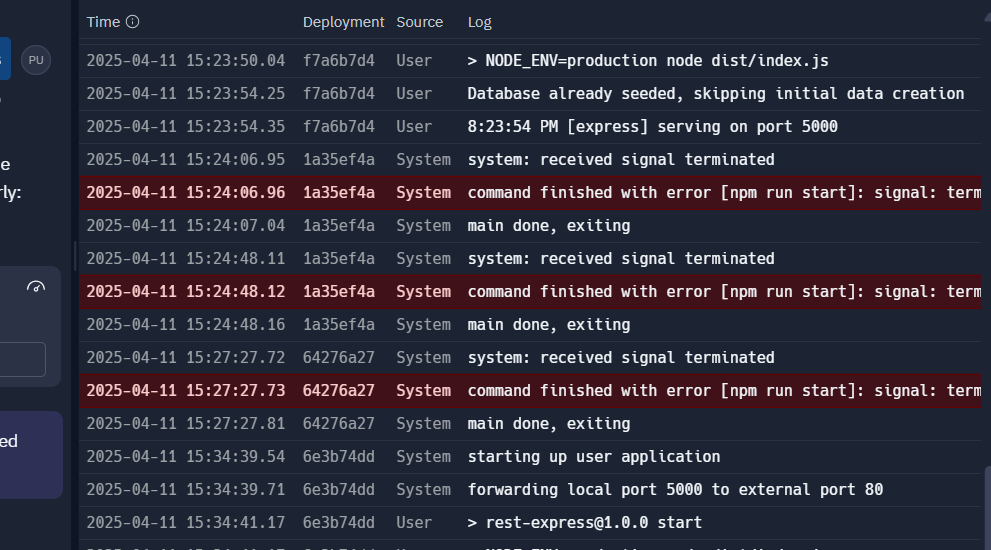 Time Deployment Source Log
PU
2025-04-11 15:23:50.04 f7a6b7d4 User > NODE_ENV=production node dist/index.js
2025-04-11 15:23:54.25 f7a6b7d4 User Database already seeded, skipping initial data creation
2025-04-11 15:23:54.35 f7a6b7d4 User 8:23:54 PM [express] serving on port 5000
2025-04-11 15:24:06.95 1a35ef4a System system: received signal terminated
2025-04-11 15:24:06.96 1a35ef4a System command finished with error [npm run start]: signal: term
2025-04-11 15:24:07.04 1a35ef4a System main done, exiting
2025-04-11 15:24:48.11 1a35ef4a System system: received signal terminated
2025-04-11 15:24:48.12 1a35ef4a System command finished with error [npm run start]: signal: term
2025-04-11 15:24:48.16 1a35ef4a System main done, exiting
2025-04-11 15:27:27.72 64276a27 System system: received signal terminated
2025-04-11 15:27:27.73 64276a27 System command finished with error [npm run start]: signal: term
2025-04-11 15:27:27.81 64276a27 System main done, exiting
2025-04-11 15:34:39.54 6e3b74dd System starting up user application
2025-04-11 15:34:39.71 6e3b74dd System forwarding local port 5000 to external port 80
2025-04-11 15:34:41.17 6e3b74dd User > rest-express@1.0.0 start
e
rly:
ed